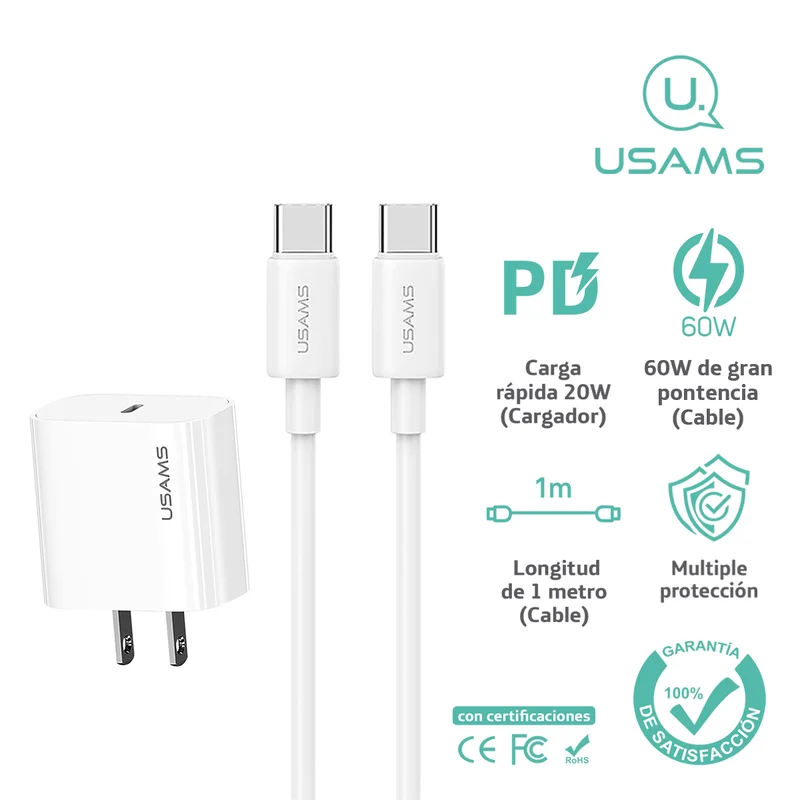 U.
USAMS
USAMS
USAMS
USAMS
PD
60W
Carga
rápida 20W
(Cargador)
60W de gran
pontencia
(Cable)
1m
Longitud
de 1 metro
(Cable)
Multiple
protección
con certificaciones
CE FC
RoHS
GARANTÍA
100%
DE SATISFACCIÓN